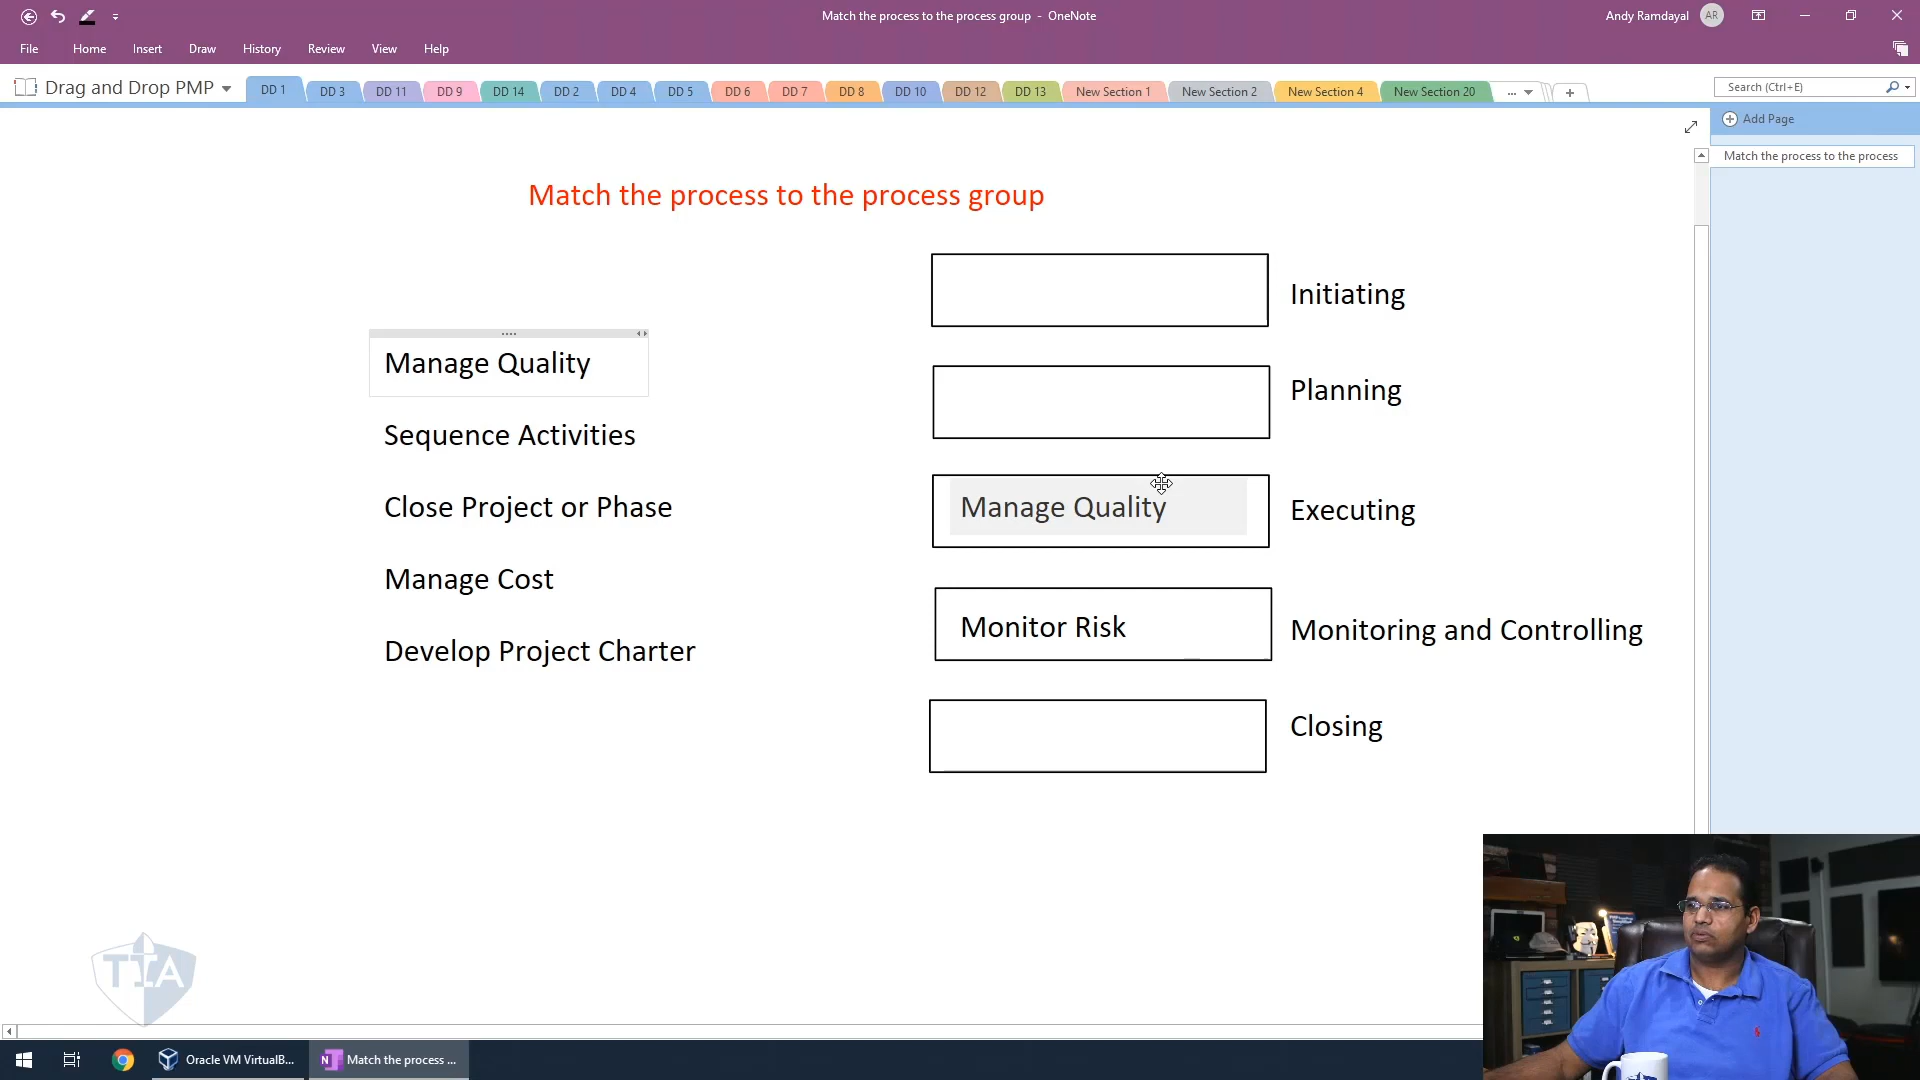 Match the process to the process group - OneNote
Andy Ramdayal AR
File Home Insert Draw History Review View Help
Drag and Drop PMP DD 1 DD 3 DD 11 DD 9 DD 14 DD 2 DD 4 DD 5 DD 6 DD 7 DD 8 DD 10 DD 12 DD 13 New Section 1 New Section 2 New Section 4 New Section 20 ... Search (Ctrl+E)
Add Page
Match the process to the process
Match the process to the process group
Initiating
Manage Quality
Planning
Sequence Activities
Close Project or Phase
Manage Quality
Executing
Manage Cost
Monitor Risk
Monitoring and Controlling
Develop Project Charter
Closing
TIA
Oracle VM VirtualB... N Match the process ...